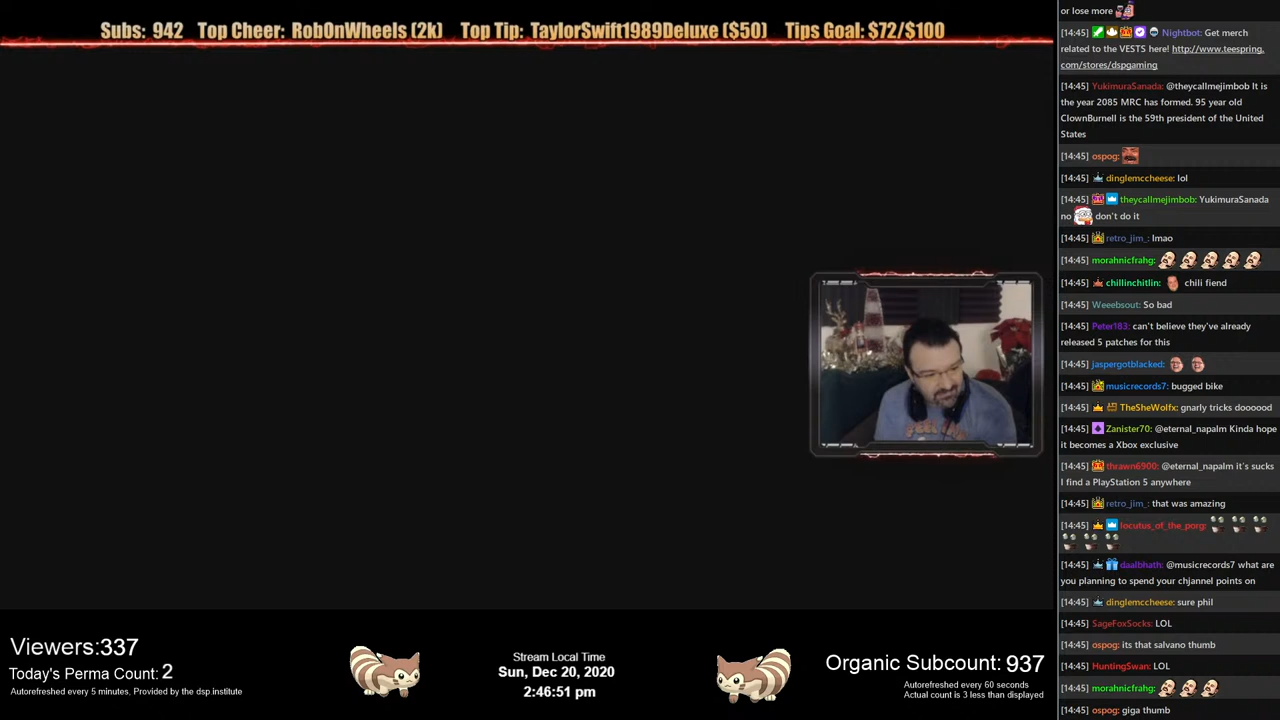 Subs: 942 Top Cheer: RobOnWheels (2k) Top Tip: TaylorSwift1989Deluxe ($50) Tips Goal: $72/$100
or lose more
[14:45] Nightbot: Get merch
related to the VESTS here! http://www.teespring.
com/stores/dspgaming
[14:45] YukimuraSanada: @theycallmejimbob It is
the year 2085 MRC has formed. 95 year old
ClownBurnell is the 59th president of the United
States
[14:45] ospog:
[14:45] dinglemccheese: lol
[14:45] theycallmejimbob: YukimuraSanada
no don't do it
[14:45] retro_jim_: lmao
[14:45] morahnicfrahg:
[14:45] chillinchitlin: chili fiend
[14:45] Weeebsout: So bad
[14:45] Peter183: can't believe they've already
released 5 patches for this
[14:45] jaspergotblacked:
[14:45] musicrecords7: bugged bike
[14:45] TheSheWolfx: gnarly tricks doooood
[14:45] Zanister70: @eternal_napalm Kinda hope
it becomes a Xbox exclusive
[14:45] thrawn6900: @eternal_napalm it's sucks
I find a PlayStation 5 anywhere
[14:45] retro_jim_: that was amazing
[14:45] locutus_of_the_porg:
[14:45] daalbhath: @musicrecords7 what are
you planning to spend your chjannel points on
[14:45] dinglemccheese: sure phil
[14:45] SageFoxSocks: LOL
[14:45] ospog: its that salvano thumb
[14:45] HuntingSwan: LOL
[14:45] morahnicfrahg:
[14:45] ospog: giga thumb
Viewers:337
Today's Perma Count: 2
Autorefreshed every 5 minutes, Provided by the dsp institute
Stream Local Time
Sun, Dec 20, 2020
2:46:51 pm
Organic Subcount: 937
Autorefreshed every 60 seconds
Actual count is 3 less than displayed